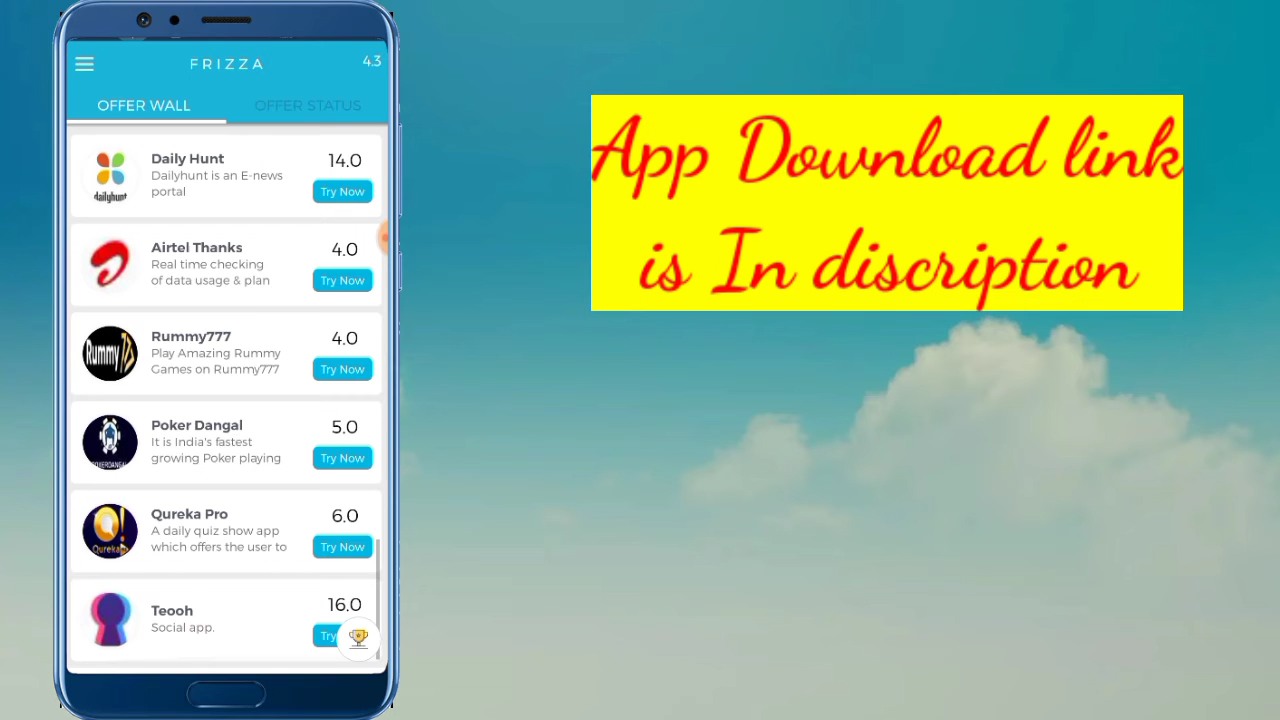 FRIZZA
4.3
OFFER WALL
OFFER STATUS
Daily Hunt
14.0
Dailyhunt is an E-news
portal
Try Now
dailyhunt
Airtel Thanks
4.0
Real time checking
of data usage & plan
Try Now
Rummy777
4.0
Play Amazing Rummy
Games on Rummy777
Try Now
Rummy
Poker Dangal
5.0
It is India's fastest
growing Poker playing
Try Now
Qureka Pro
6.0
A daily quiz show app
which offers the user to
Try Now
Qureka
Teooh
16.0
Social app.
Try
App Download link
is In discription